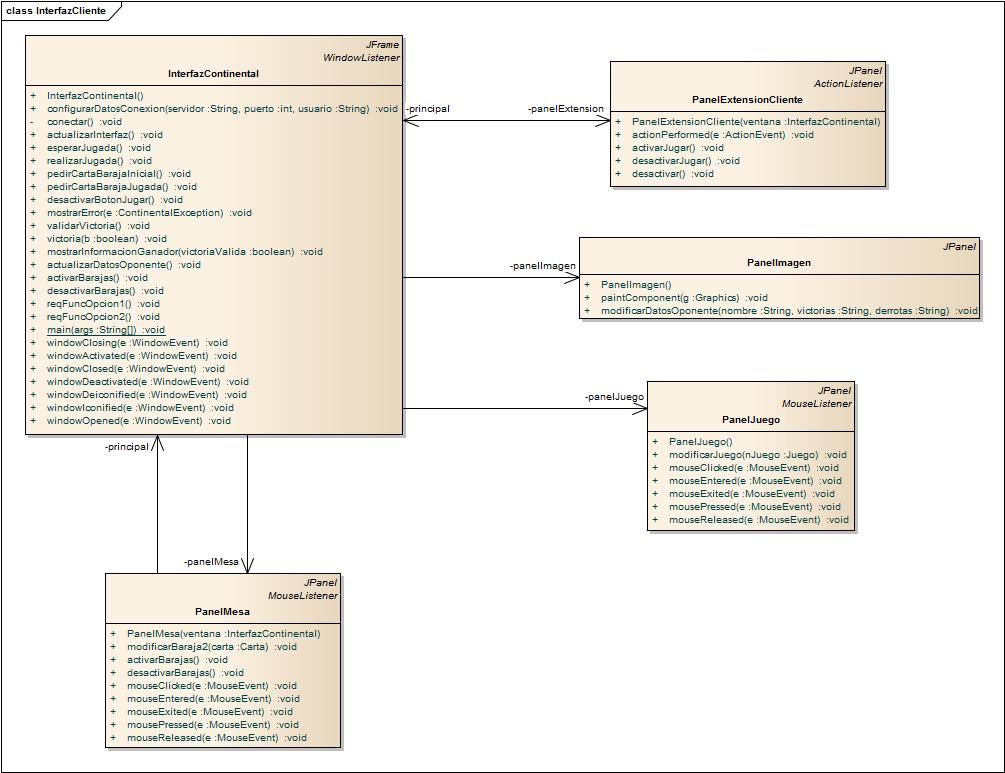 class InterfazCliente
JFrame
WindowListener
InterfazContinental
+ InterfazContinental()
+ configurarDatosConexion(servidor :String, puerto :int, usuario :String) :void
- conectar() :void
+ actualizarInterfaz() :void
+ esperarJugada() :void
+ realizarJugada() :void
+ pedirCartaBarajaInicial() :void
+ pedirCartaBarajaJugada() :void
+ desactivarBotonJugar() :void
+ mostrarError(e :ContinentalException) :void
+ validarVictoria() :void
+ victoria(b :boolean) :void
+ mostrarInformacionGanador(victoriaValida :boolean) :void
+ actualizarDatosOponente() :void
+ activarBarajas() :void
+ desactivarBarajas() :void
+ reqFuncOpcion1() :void
+ reqFuncOpcion2() :void
+ main(args :String[]) :void
+ windowClosing(e :WindowEvent) :void
+ windowActivated(e :WindowEvent) :void
+ windowClosed(e :WindowEvent) :void
+ windowDeactivated(e :WindowEvent) :void
+ windowDeiconified(e :WindowEvent) :void
+ windowIconified(e :WindowEvent) :void
+ windowOpened(e :WindowEvent) :void
-principal
-panelExtension
JPanel
ActionListener
PanelExtensionCliente
+ PanelExtensionCliente(ventana :InterfazContinental)
+ actionPerformed(e :ActionEvent) :void
+ activarJugar() :void
+ desactivarJugar() :void
+ desactivar() :void
-panelImagen
JPanel
PanelImagen
+ PanelImagen()
+ paintComponent(g :Graphics) :void
+ modificarDatosOponente(nombre :String, victorias :String, derrotas :String) :void
-panelJuego
JPanel
MouseListener
PanelJuego
+ PanelJuego()
+ modificarJuego(nJuego :Juego) :void
+ mouseClicked(e :MouseEvent) :void
+ mouseEntered(e :MouseEvent) :void
+ mouseExited(e :MouseEvent) :void
+ mousePressed(e :MouseEvent) :void
+ mouseReleased(e :MouseEvent) :void
-principal
-panelMesa
JPanel
MouseListener
PanelMesa
+ PanelMesa(ventana :InterfazContinental)
+ modificarBaraja2(carta :Carta) :void
+ activarBarajas() :void
+ desactivarBarajas() :void
+ mouseClicked(e :MouseEvent) :void
+ mouseEntered(e :MouseEvent) :void
+ mouseExited(e :MouseEvent) :void
+ mousePressed(e :MouseEvent) :void
+ mouseReleased(e :MouseEvent) :void